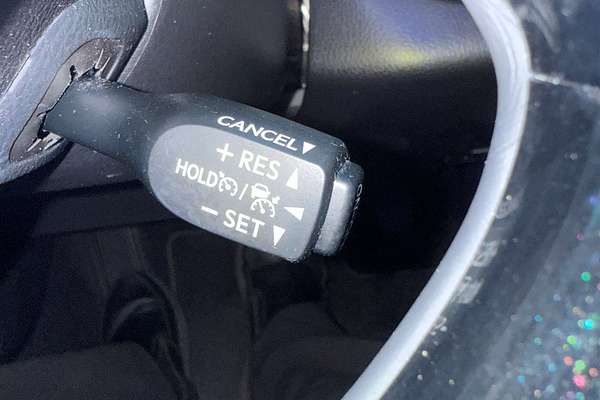 CANCEL▼
+ RES ▲
HOLD /
− SET ▼